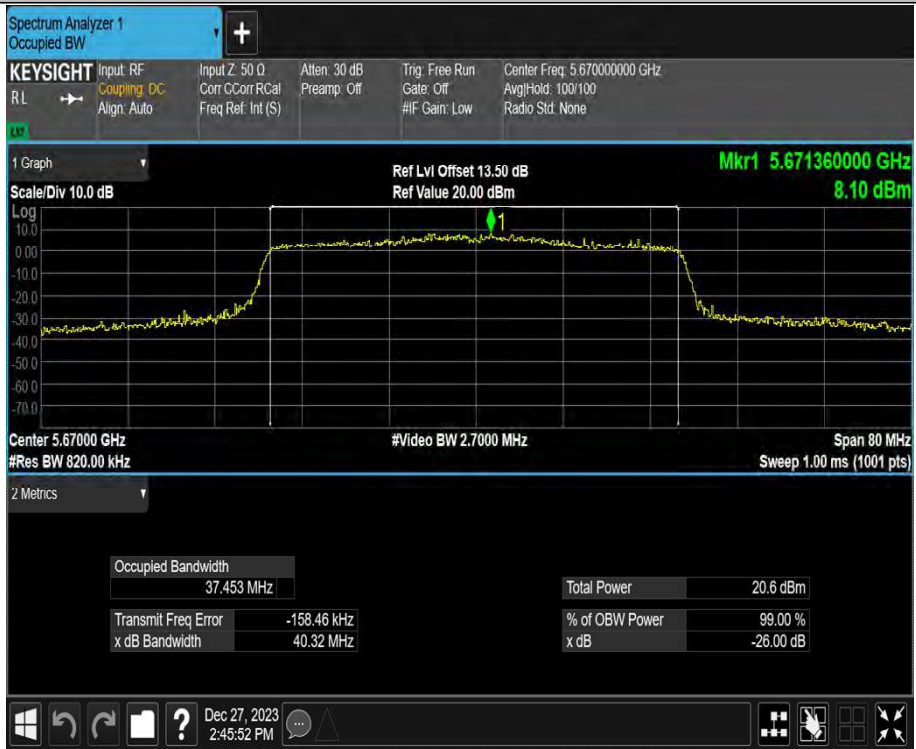 Spectrum Analyzer 1
Occupied BW
+
KEYSIGHT Input: RF Input Z: 50 Ω Atten: 30 dB Trig: Free Run Center Freq: 5.670000000 GHz
RL Coupling: DC Corr CCorr RCal Preamp: Off Gate: Off Avg|Hold: 100/100
Align: Auto Freq Ref: Int (S) #IF Gain: Low Radio Std: None
1 Graph Ref Lvl Offset 13.50 dB Mkr1 5.671360000 GHz
Scale/Div 10.0 dB Ref Value 20.00 dBm 8.10 dBm
Log
1
10.0
0.00
-10.0
-20.0
-30.0
-40.0
-50.0
-60.0
-70.0
Center 5.67000 GHz #Video BW 2.7000 MHz Span 80 MHz
#Res BW 820.00 kHz Sweep 1.00 ms (1001 pts)
2 Metrics
Occupied Bandwidth
37.453 MHz Total Power 20.6 dBm
Transmit Freq Error -158.46 kHz % of OBW Power 99.00 %
x dB Bandwidth 40.32 MHz x dB -26.00 dB
? Dec 27, 2023
2:45:52 PM